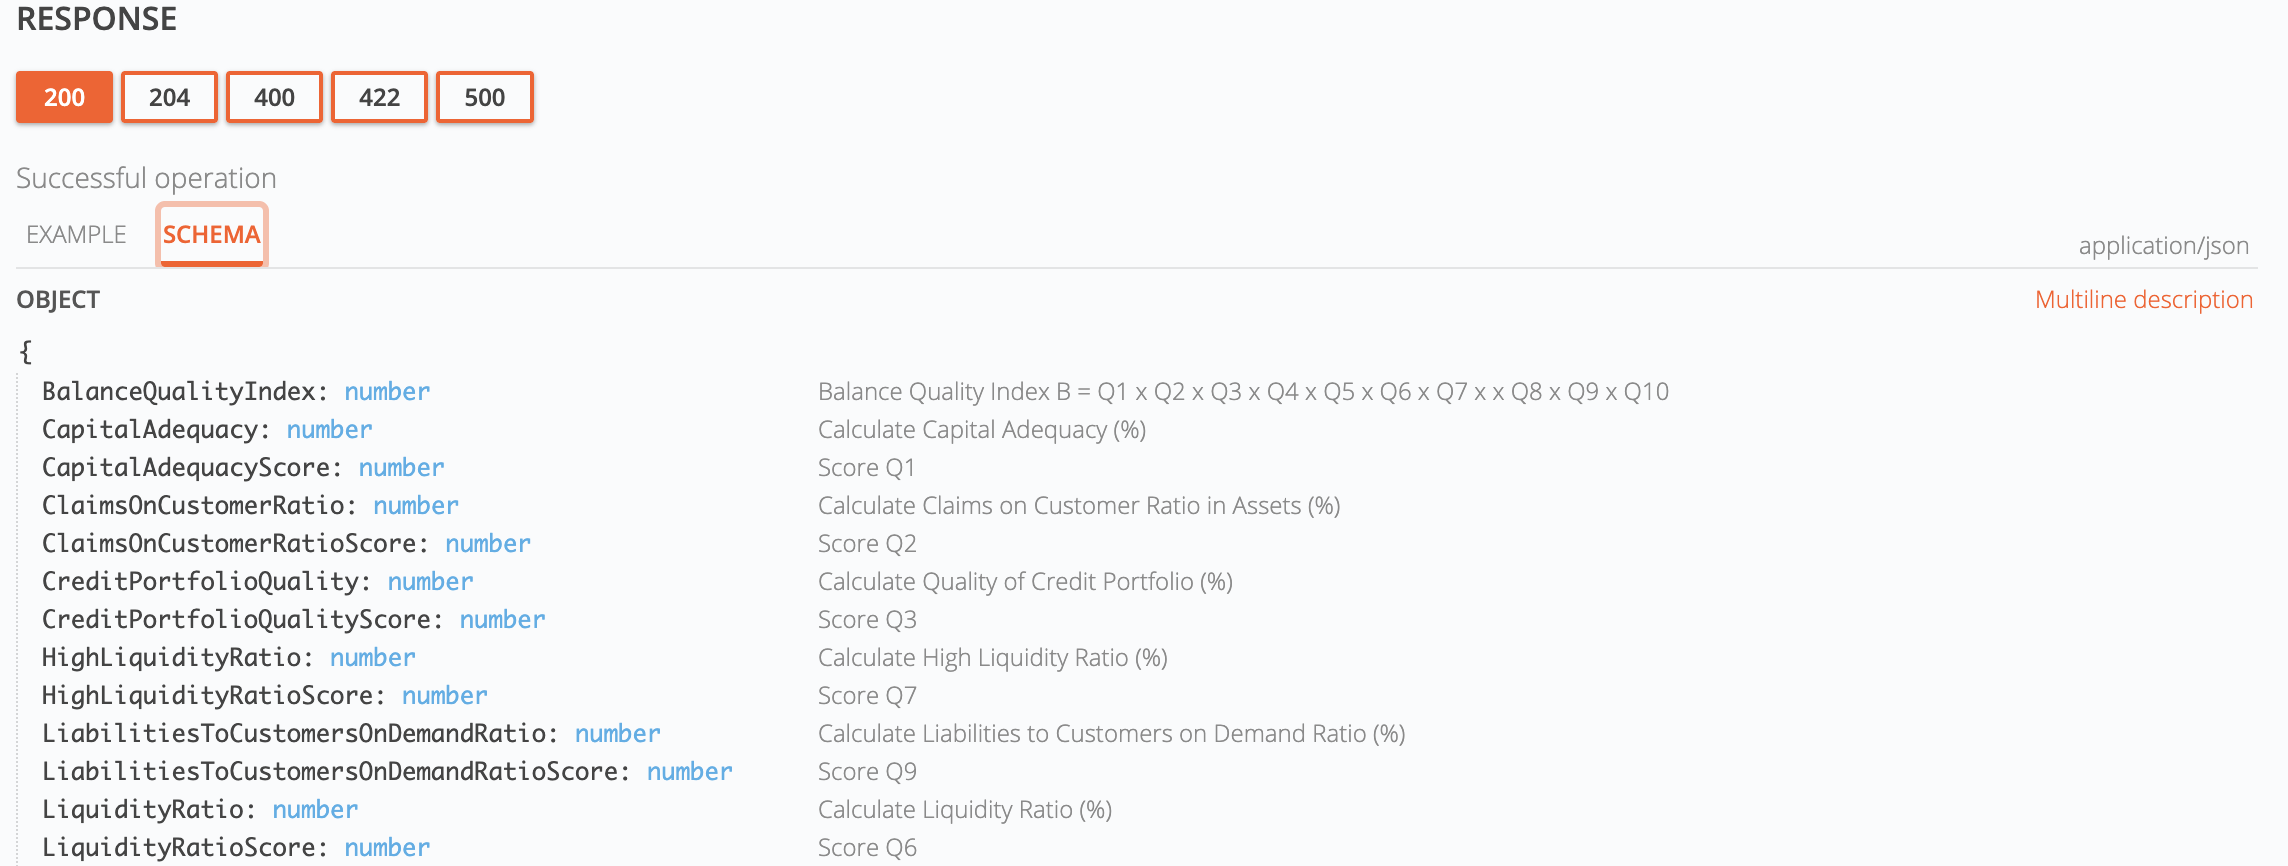 RESPONSE
200 204 400 422 500
Successful operation
EXAMPLE SCHEMA application/json
OBJECT Multiline description
{
BalanceQualityIndex: number Balance Quality Index B = Q1 x Q2 x Q3 x Q4 x Q5 x Q6 x Q7 x x Q8 x Q9 x Q10
CapitalAdequacy: number Calculate Capital Adequacy (%)
CapitalAdequacyScore: number Score Q1
ClaimsOnCustomerRatio: number Calculate Claims on Customer Ratio in Assets (%)
ClaimsOnCustomerRatioScore: number Score Q2
CreditPortfolioQuality: number Calculate Quality of Credit Portfolio (%)
CreditPortfolioQualityScore: number Score Q3
HighLiquidityRatio: number Calculate High Liquidity Ratio (%)
HighLiquidityRatioScore: number Score Q7
LiabilitiesToCustomersOnDemandRatio: number Calculate Liabilities to Customers on Demand Ratio (%)
LiabilitiesToCustomersOnDemandRatioScore: number Score Q9
LiquidityRatio: number Calculate Liquidity Ratio (%)
LiquidityRatioScore: number Score Q6